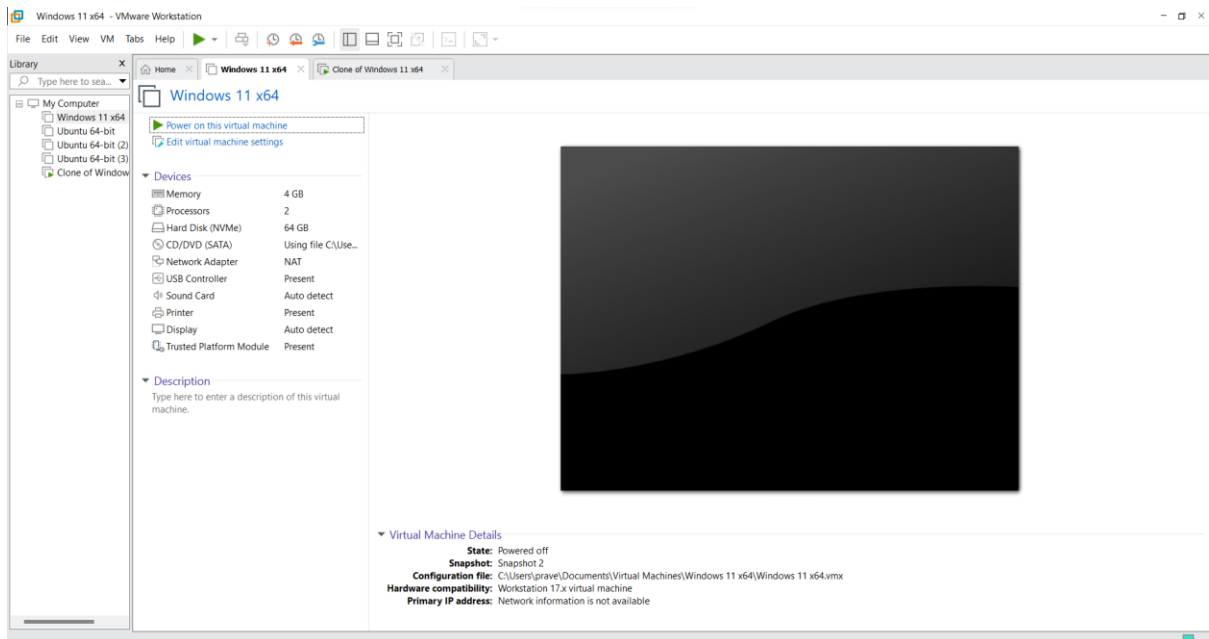 Windows 11 x64 - VMware Workstation
File Edit View VM Tabs Help
Library X
Type here to sea...
My Computer
Windows 11 x64
Ubuntu 64-bit
Ubuntu 64-bit (2)
Ubuntu 64-bit (3)
Clone of Window
Home Windows 11 x64 Clone of Windows 11 x64
Windows 11 x64
Power on this virtual machine
Edit virtual machine settings
Devices
Memory 4 GB
Processors 2
Hard Disk (NVMe) 64 GB
CD/DVD (SATA) Using file C:\Use...
Network Adapter NAT
USB Controller Present
Sound Card Auto detect
Printer Present
Display Auto detect
Trusted Platform Module Present
Description
Type here to enter a description of this virtual
machine.
Virtual Machine Details
State: Powered off
Snapshot: Snapshot 2
Configuration file: C:\Users\prave\Documents\Virtual Machines\Windows 11 x64\Windows 11 x64.vmx
Hardware compatibility: Workstation 17.x virtual machine
Primary IP address: Network information is not available